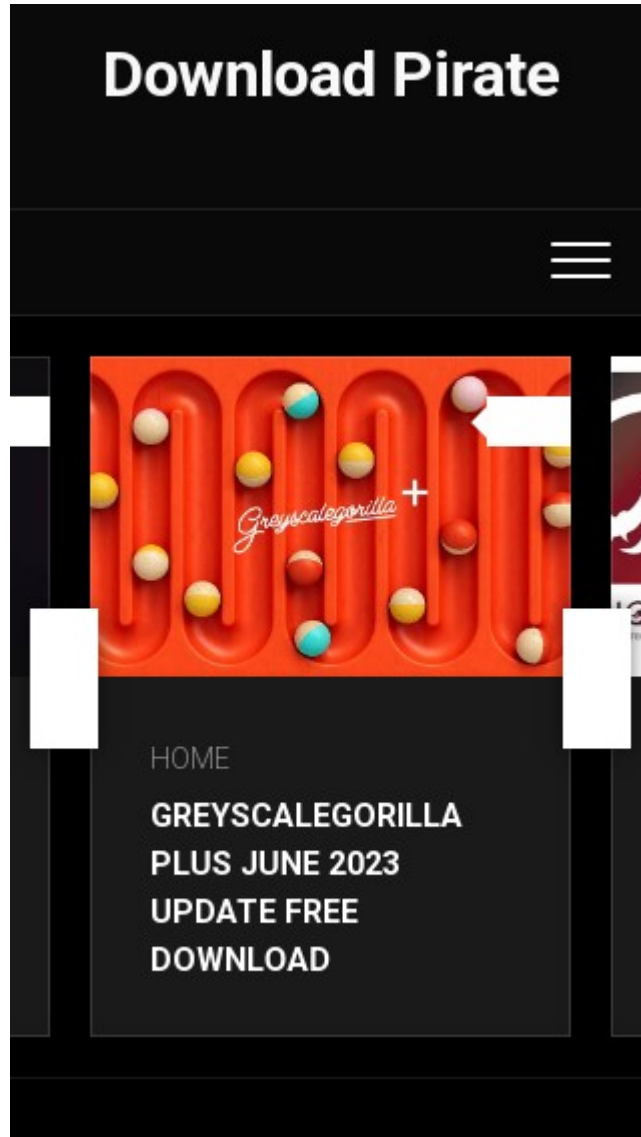 Download Pirate
Greyscalegorilla+
HOME
GREYSCALEGORILLA
PLUS JUNE 2023
UPDATE FREE
DOWNLOAD